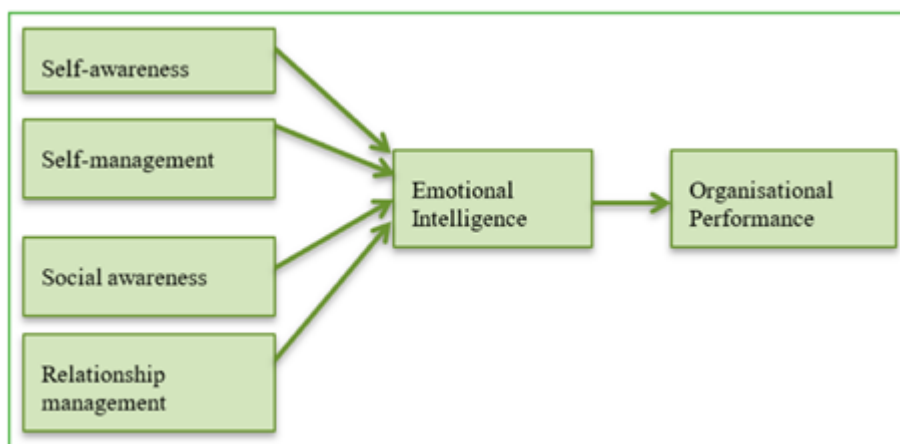 Self-awareness
Self-management
Social awareness
Relationship
management
Emotional
Intelligence
Organisational
Performance